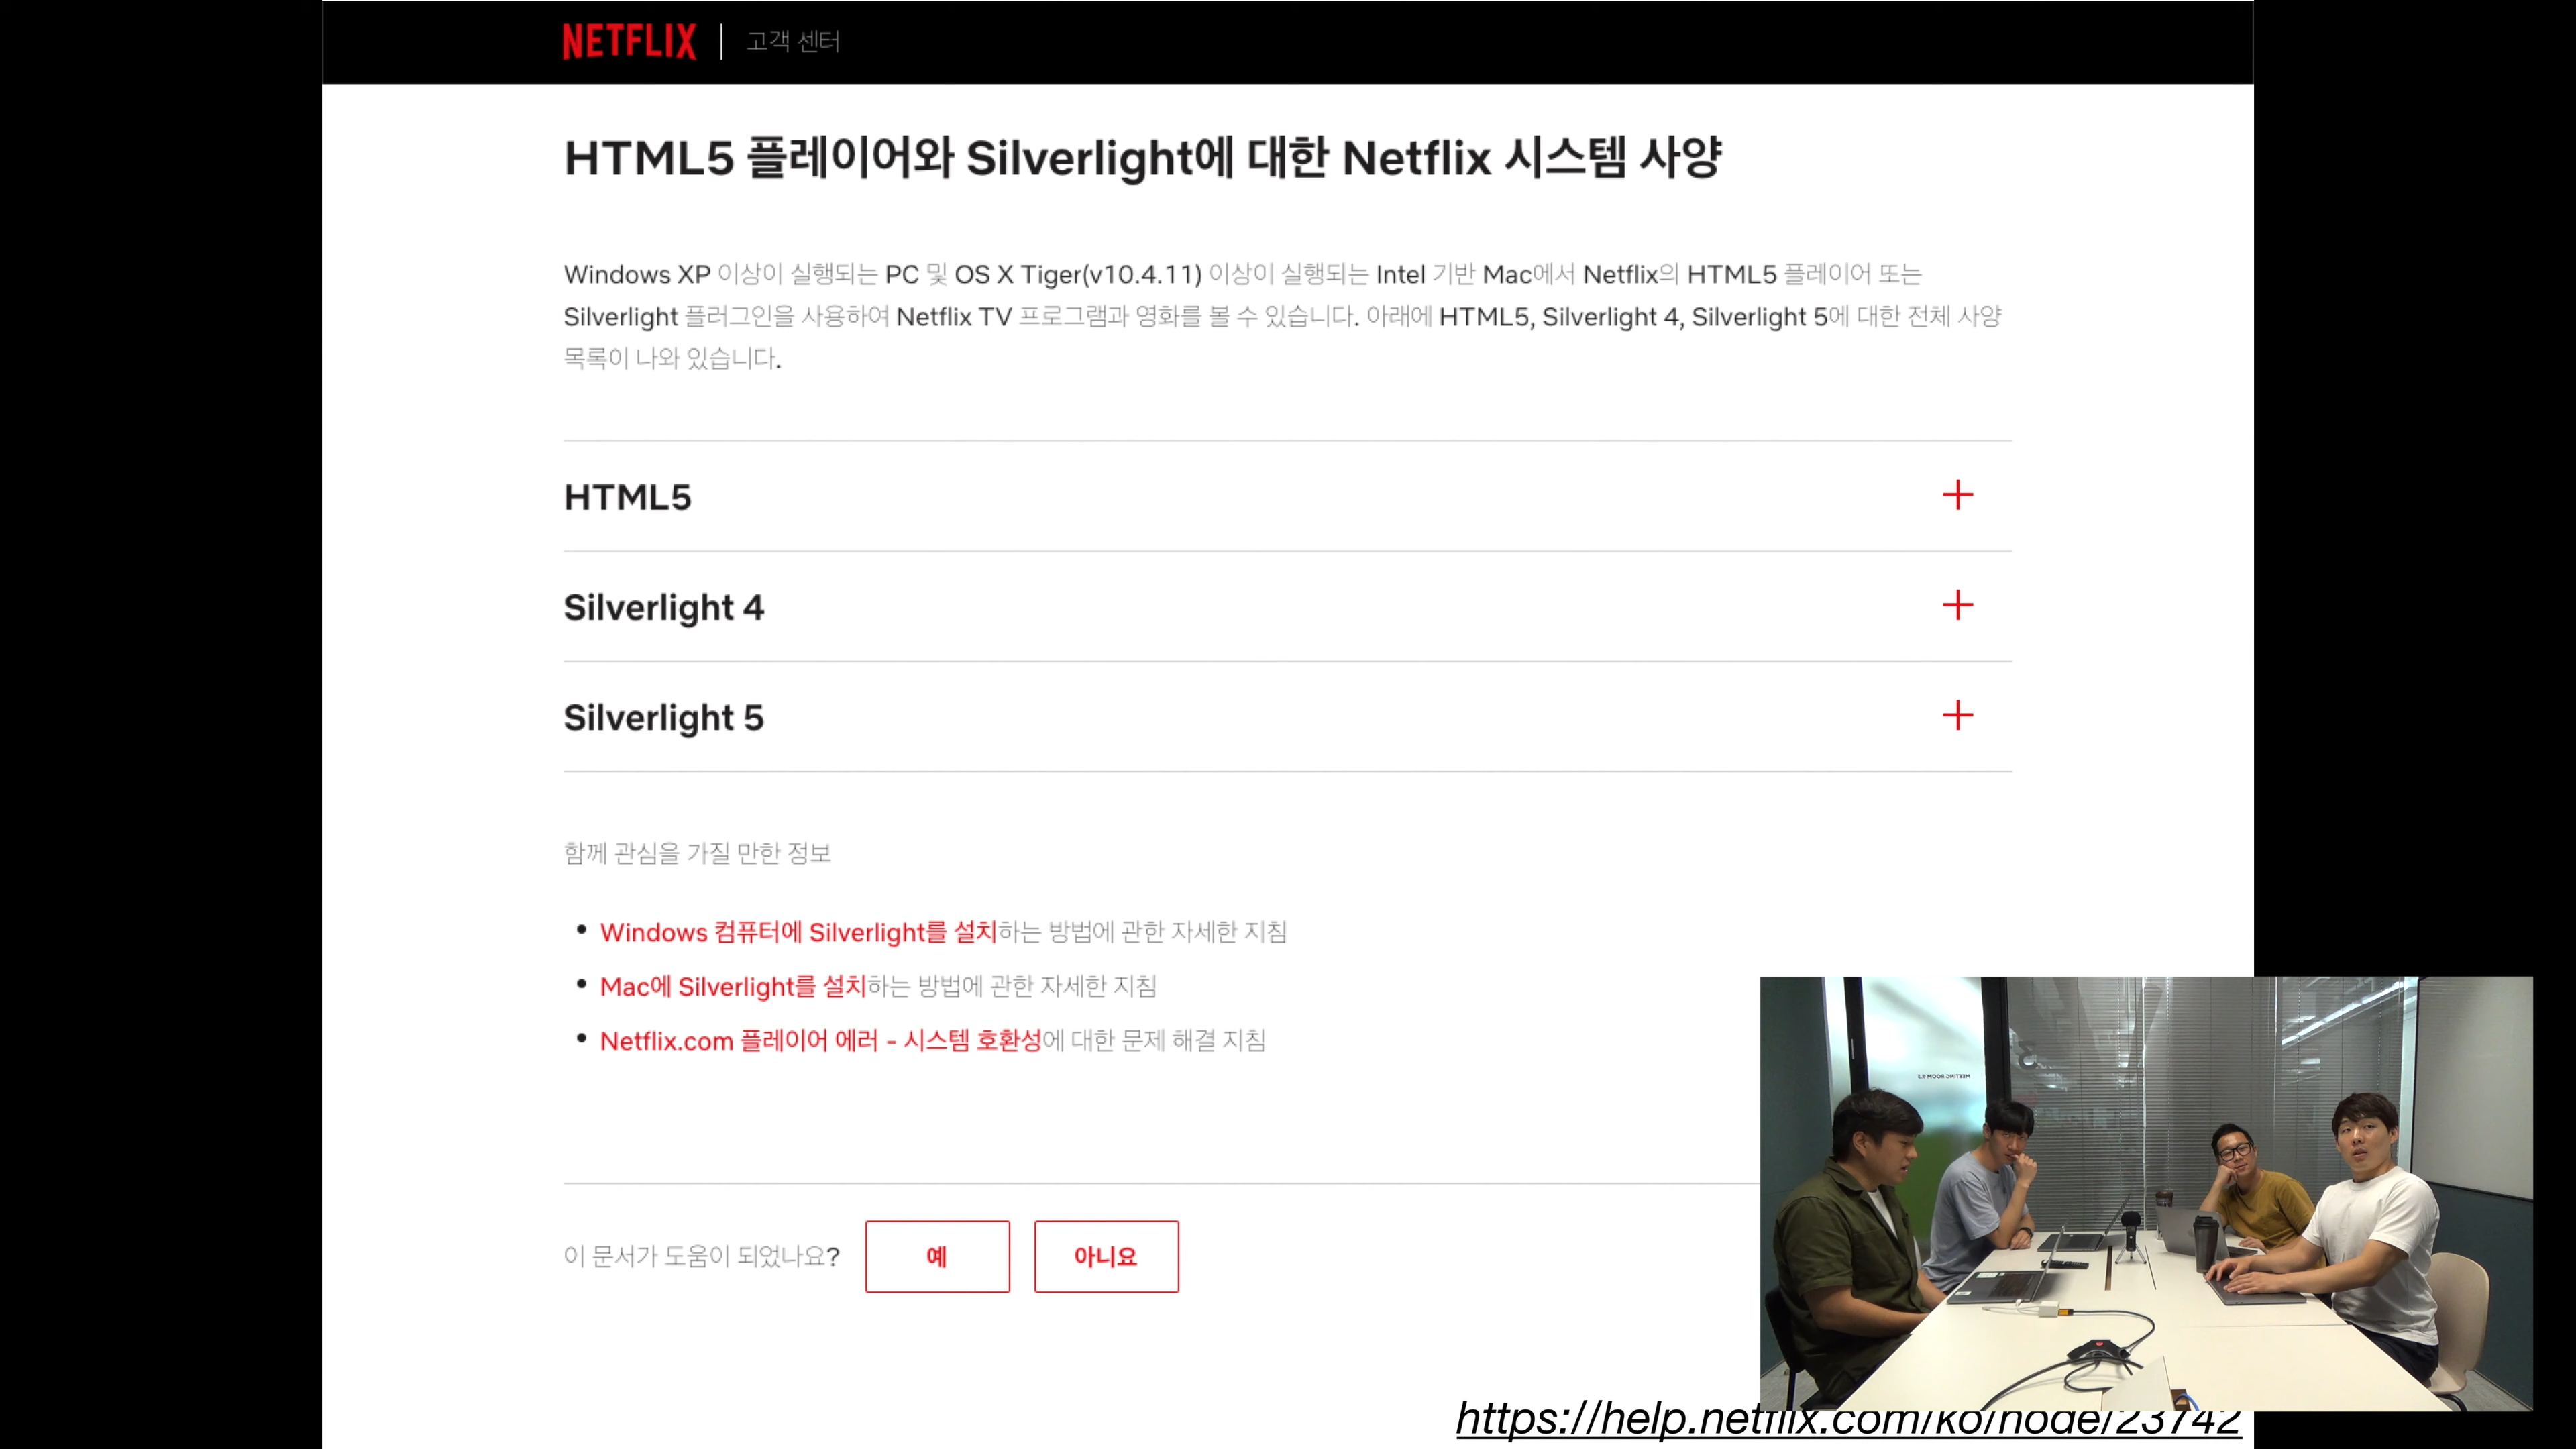 NETFLIX 고객 센터
HTML5 플레이어와 Silverlight에 대한 Netflix 시스템 사양
Windows XP 이상이 실행되는 PC 및 OS X Tiger(v10.4.11) 이상이 실행되는 Intel 기반 Mac에서 Netflix의 HTML5 플레이어 또는
Silverlight 플러그인을 사용하여 Netflix TV 프로그램과 영화를 볼 수 있습니다. 아래에 HTML5, Silverlight 4, Silverlight 5에 대한 전체 사양
목록이 나와 있습니다.
HTML5
Silverlight 4
Silverlight 5
함께 관심을 가질 만한 정보
• Windows 컴퓨터에 Silverlight를 설치하는 방법에 관한 자세한 지침
• Mac에 Silverlight를 설치하는 방법에 관한 자세한 지침
• Netflix.com 플레이어 에러 - 시스템 호환성에 대한 문제 해결 지침
이 문서가 도움이 되었나요? 예 아니요
MEETING ROOM 9.3
https://help.netflix.com/ko/node/23742